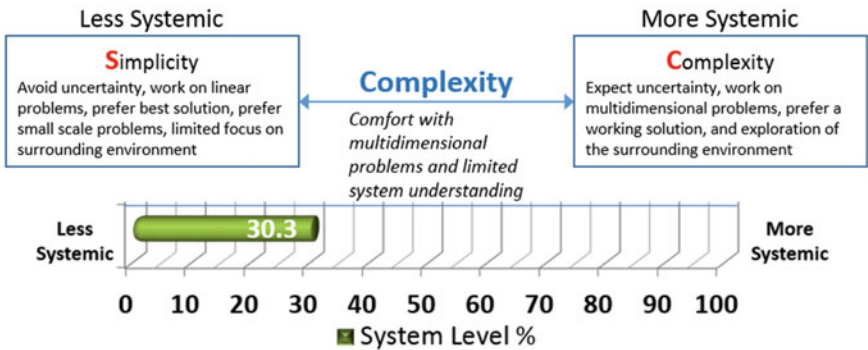 Less Systemic
More Systemic
Simplicity
Avoid uncertainty, work on linear
problems, prefer best solution, prefer
small scale problems, limited focus on
surrounding environment
Complexity
Comfort with
multidimensional
problems and limited
system understanding
Complexity
Expect uncertainty, work on
multidimensional problems, prefer a
working solution, and exploration of
the surrounding environment
Less
Systemic
30.3
More
Systemic
0 10 20 30 40 50 60 70 80 90 100
System Level %